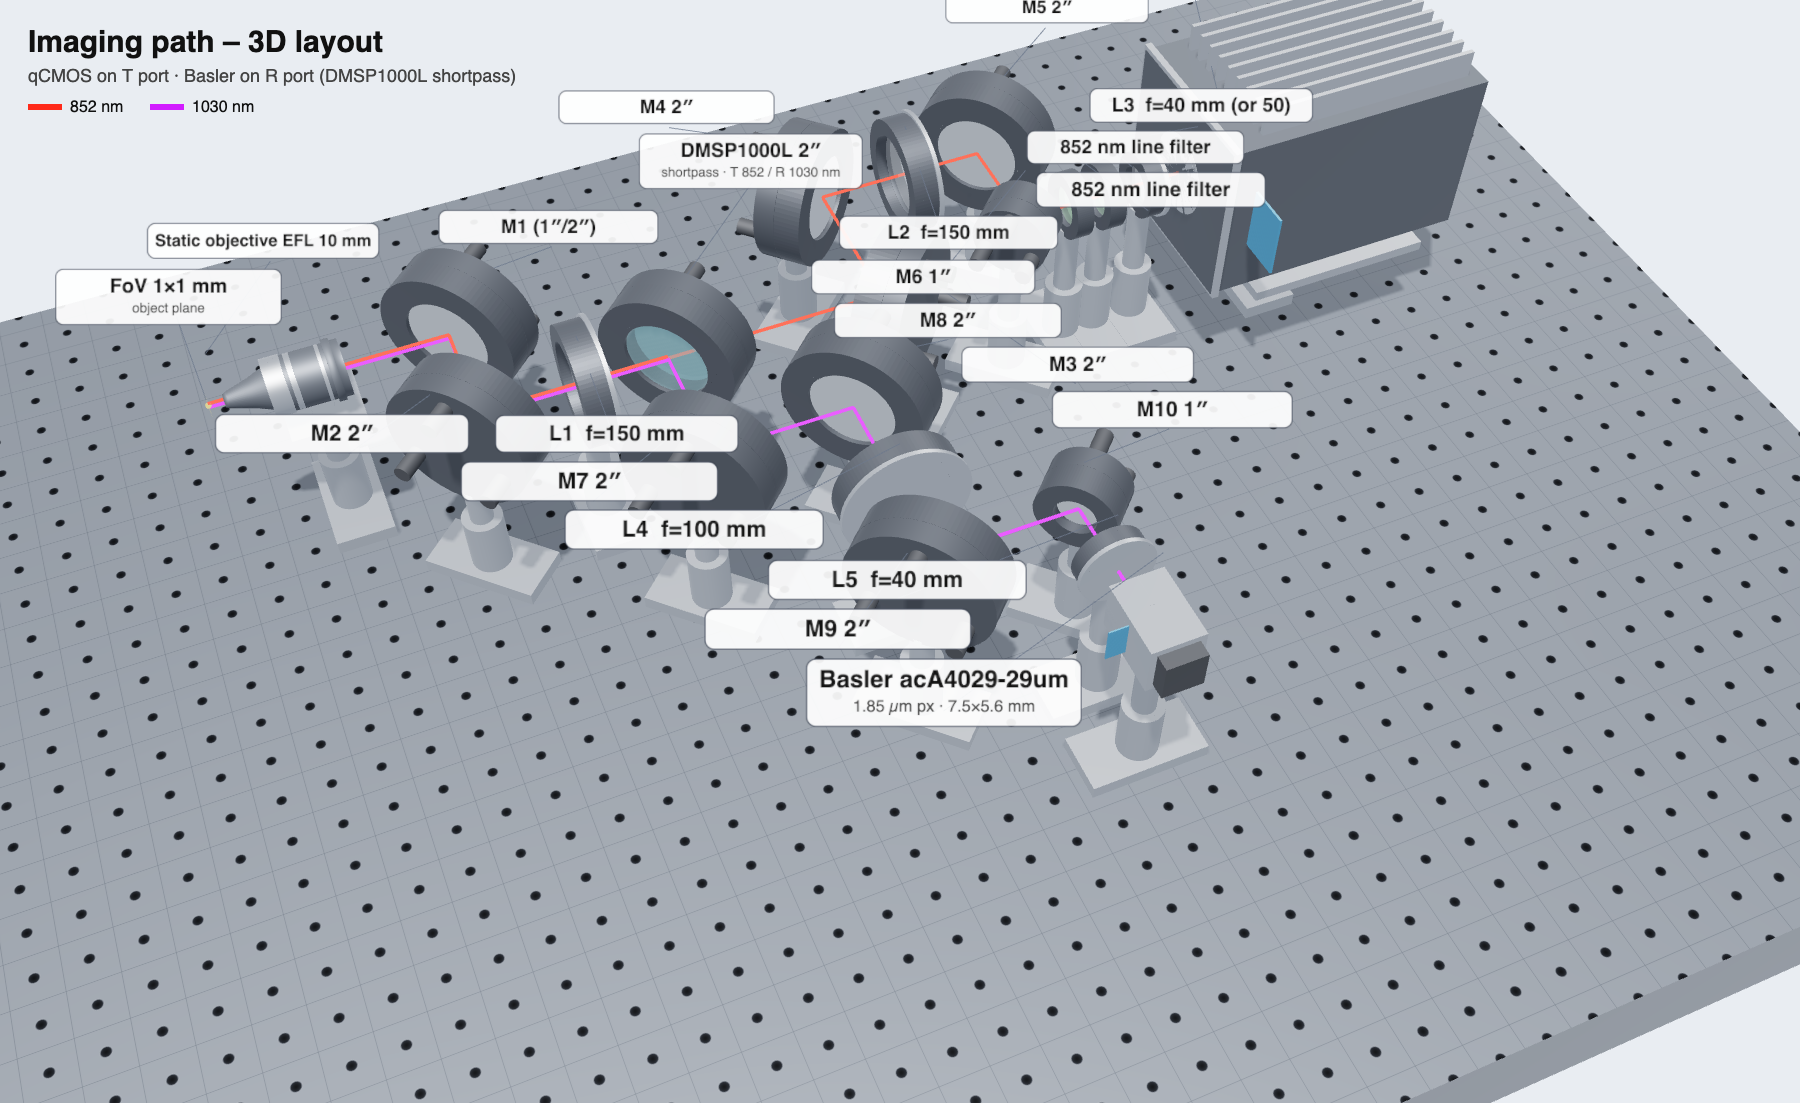 Imaging path – 3D layout
qCMOS on T port · Basler on R port (DMSP1000L shortpass)
852 nm
1030 nm
M5 2″
M4 2″
L3 f=40 mm (or 50)
DMSP1000L 2″
shortpass · T 852 / R 1030 nm
852 nm line filter
852 nm line filter
M1 (1″/2″)
Static objective EFL 10 mm
L2 f=150 mm
FoV 1×1 mm
object plane
M6 1″
M8 2″
M3 2″
M10 1″
M2 2″
L1 f=150 mm
M7 2″
L4 f=100 mm
L5 f=40 mm
M9 2″
Basler acA4029-29um
1.85 µm px · 7.5×5.6 mm